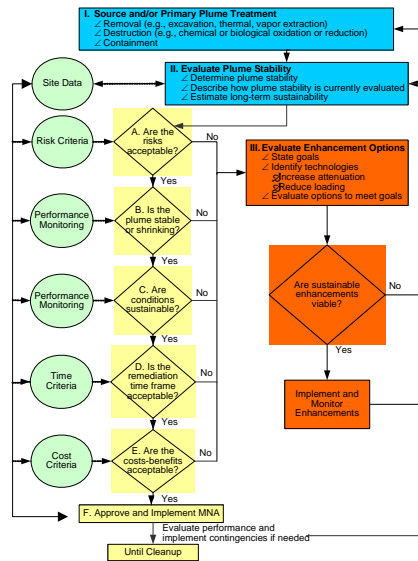 I. Source and/or Primary Plume Treatment
∠ Removal (e.g., excavation, thermal, vapor extraction)
∠ Destruction (e.g., chemical or biological oxidation or reduction)
∠ Containment
II. Evaluate Plume Stability
∠ Determine plume stability
∠ Describe how plume stability is currently evaluated
∠ Estimate long-term sustainability
Site Data
Risk Criteria
A. Are the
risks
acceptable?
No
Yes
III. Evaluate Enhancement Options
∠ State goals
∠ Identify technologies
Increase attenuation
Reduce loading
∠ Evaluate options to meet goals
Performance
Monitoring
B. Is the
plume stable
or shrinking?
No
Yes
Performance
Monitoring
C. Are
conditions
sustainable?
No
Yes
Are sustainable
enhancements
viable?
No
Yes
Time
Criteria
D. Is the
remediation
time frame
acceptable?
No
Yes
Implement and
Monitor
Enhancements
Cost
Criteria
E. Are the
costs-benefits
acceptable?
No
Yes
F. Approve and Implement MNA
Evaluate performance and
implement contingencies if needed
Until Cleanup